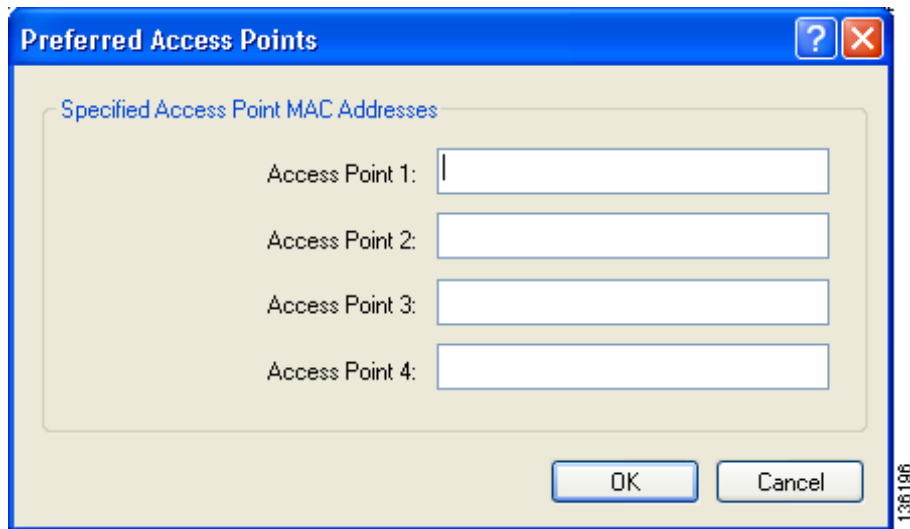 Preferred Access Points
?
Specified Access Point MAC Addresses
Access Point 1:
Access Point 2:
Access Point 3:
Access Point 4:
OK
Cancel
136196